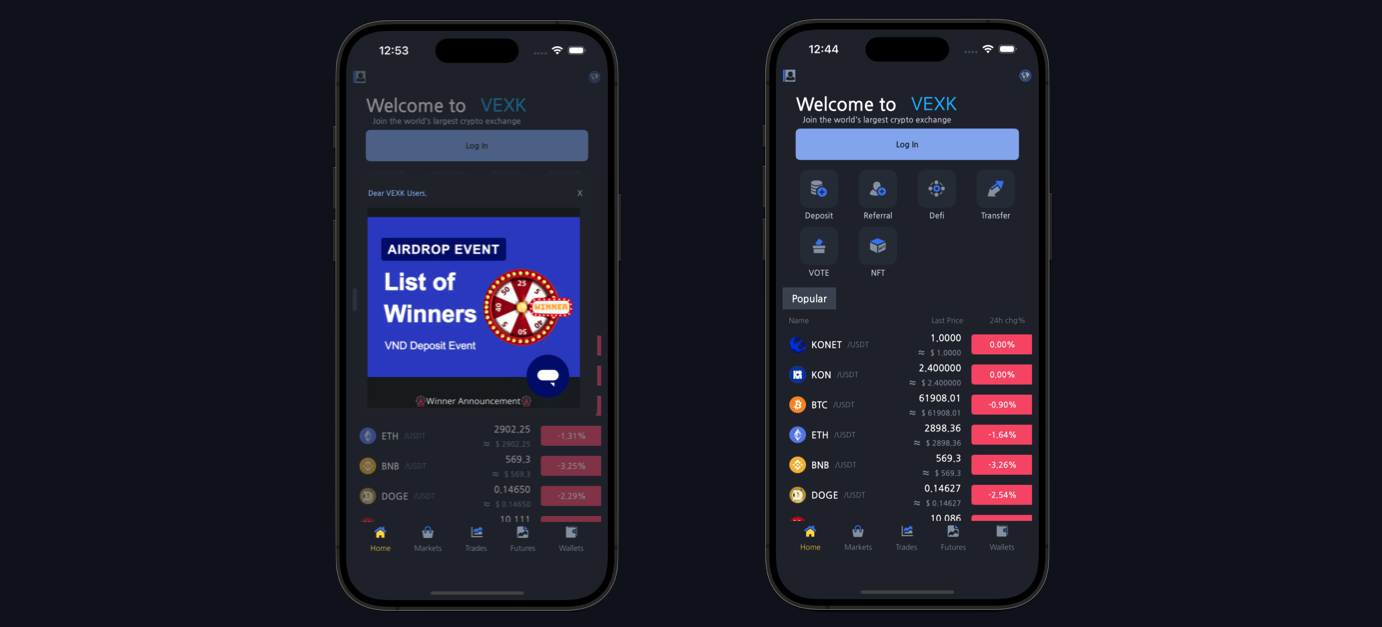 12:53
Welcome to VEXK
Join the world's largest crypto exchange
Log In
Dear VEXK Users,
X
AIRDROP EVENT
List of
Winners
25
50
40
05
05
40
WINNER
VND Deposit Event
Winner Announcement
ETH /USDT 2902,25 -1,31%
≈ $ 2902,25
BNB /USDT 569,3 -3,25%
≈ $ 569,3
DOGE /USDT 0,14650 -2,29%
≈ $ 0,14650
10,111
Home Markets Trades Futures Wallets
12:44
Welcome to VEXK
Join the world's largest crypto exchange
Log In
Deposit Referral Defi Transfer
VOTE NFT
Popular
Name Last Price 24h chg%
KONET /USDT 1,0000 0,00%
≈ $ 1,0000
KON /USDT 2,400000 0,00%
≈ $ 2,400000
BTC /USDT 61908,01 -0,90%
≈ $ 61908,01
ETH /USDT 2898,36 -1,64%
≈ $ 2898,36
BNB /USDT 569,3 -3,26%
≈ $ 569,3
DOGE /USDT 0,14627 -2,54%
≈ $ 0,14627
10,086
Home Markets Trades Futures Wallets